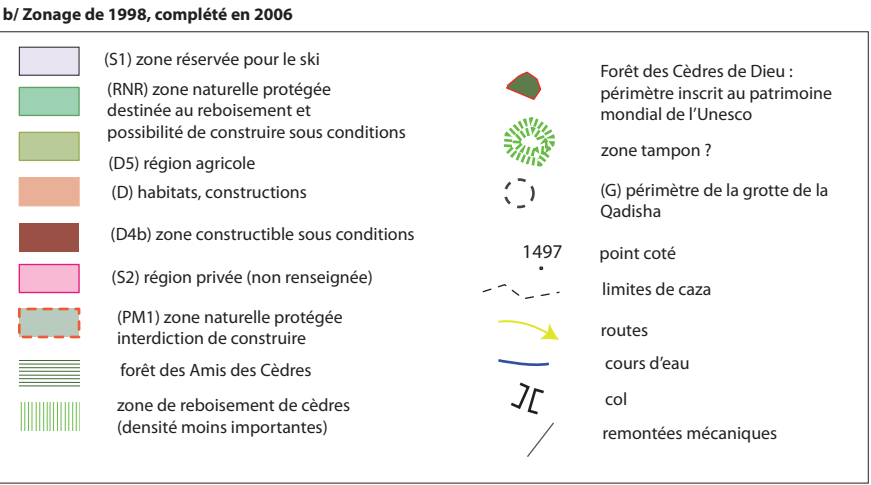 b/ Zonage de 1998, complété en 2006
(S1) zone réservée pour le ski
(RNR) zone naturelle protégée
destinée au reboisement et
possibilité de construire sous conditions
(D5) région agricole
(D) habitats, constructions
(D4b) zone constructible sous conditions
(S2) région privée (non renseignée)
(PM1) zone naturelle protégée
interdiction de construire
forêt des Amis des Cèdres
zone de reboisement de cèdres
(densité moins importantes)
Forêt des Cèdres de Dieu :
périmètre inscrit au patrimoine
mondial de l'Unesco
zone tampon ?
(G) périmètre de la grotte de la
Qadisha
1497 point coté
limites de caza
routes
cours d'eau
col
remontées mécaniques